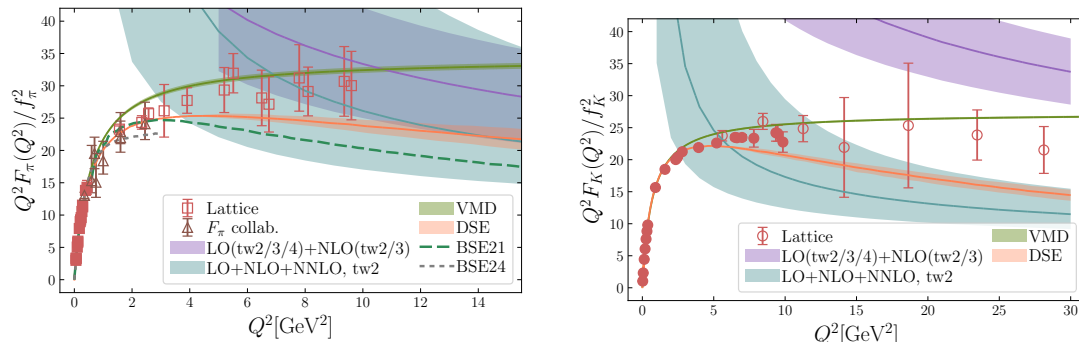 40
35
30
25
20
15
10
5
0
Q²F_π(Q²)/f_π²
0 2 4 6 8 10 12 14
Q²[GeV²]
Lattice
F_π collab.
LO(tw2/3/4)+NLO(tw2/3)
LO+NLO+NNLO, tw2
VMD
DSE
BSE21
BSE24
40
35
30
25
20
15
10
5
0
Q²F_K(Q²)/f_K²
0 5 10 15 20 25 30
Q²[GeV²]
Lattice
LO(tw2/3/4)+NLO(tw2/3)
LO+NLO+NNLO, tw2
VMD
DSE